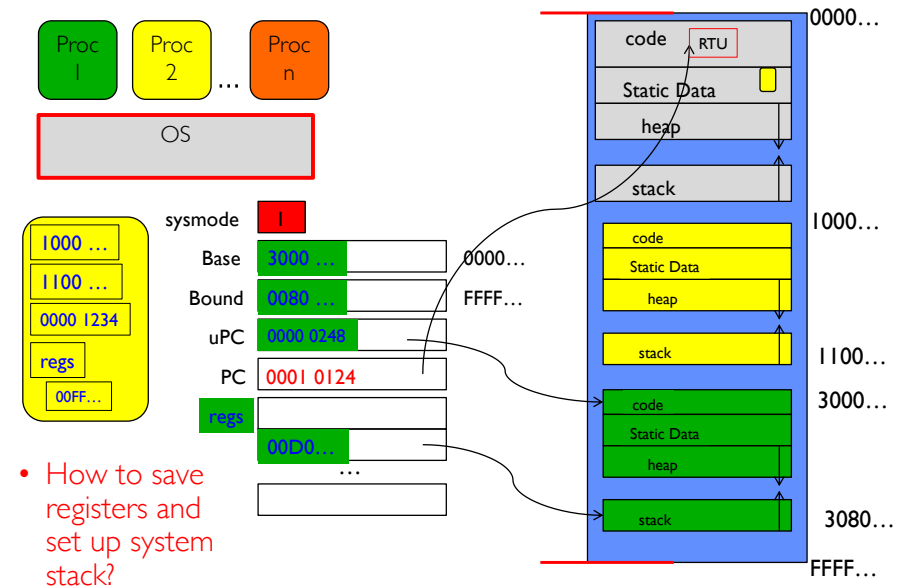 Proc
1
Proc
2
...
Proc
n
OS
sysmode
1
Base
3000 ...
0000...
Bound
0080 ...
FFFF...
uPC
0000 0248
PC
0001 0124
regs
00D0...
...
1000 ...
1100 ...
0000 1234
regs
00FF...
• How to save
registers and
set up system
stack?
code
RTU
Static Data
heap
stack
code
Static Data
heap
stack
code
Static Data
heap
stack
0000...
1000...
1100...
3000...
3080...
FFFF...